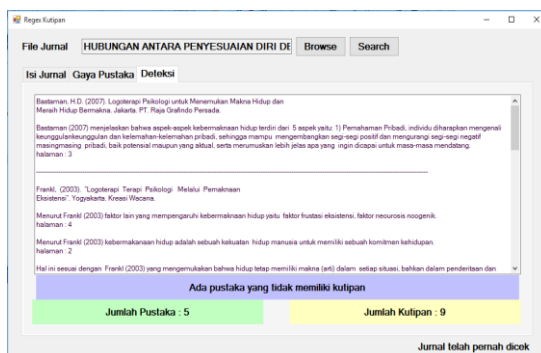 Regex Kutipan
File Jurnal HUBUNGAN ANTARA PENYESUAIAN DIRI DE Browse Search
Isi Jurnal Gaya Pustaka Deteksi
Bastaman, H.D. (2007). Logoterapi Psikologi untuk Menemukan Makna Hidup dan
Meraih Hidup Bermakna. Jakarta. PT. Raja Grafindo Persada.
Bastaman (2007) menjelaskan bahwa aspek-aspek kebermaknaan hidup terdiri dari 5 aspek yaitu: 1) Pemahaman Pribadi, individu diharapkan mengenali
keunggulankeunggulan dan kelemahan-kelemahan pribadi, sehingga mampu mengembangkan segi-segi positif dan mengurangi segi-segi negatif
masingmasing pribadi, baik potensial maupun yang aktual, serta merumuskan lebih jelas apa yang ingin dicapai untuk masa-masa mendatang.
halaman : 3
Frankl, (2003). "Logoterapi Terapi Psikologi Melalui Pemaknaan
Eksistensi". Yogyakarta. Kreasi Wacana.
Menurut Frankl (2003) faktor lain yang mempengaruhi kebermaknaan hidup yaitu faktor frustasi eksistensi, faktor neourosis noogenik.
halaman : 4
Menurut Frankl (2003) kebermakanaan hidup adalah sebuah kekuatan hidup manusia untuk memiliki sebuah komitmen kehidupan.
halaman : 2
Hal ini sesuai dengan Frankl (2003) yang mengemukakan bahwa hidup tetap memiliki makna (arti) dalam setiap situasi, bahkan dalam penderitaan dan
Ada pustaka yang tidak memiliki kutipan
Jumlah Pustaka : 5 Jumlah Kutipan : 9
Jurnal telah pernah dicek